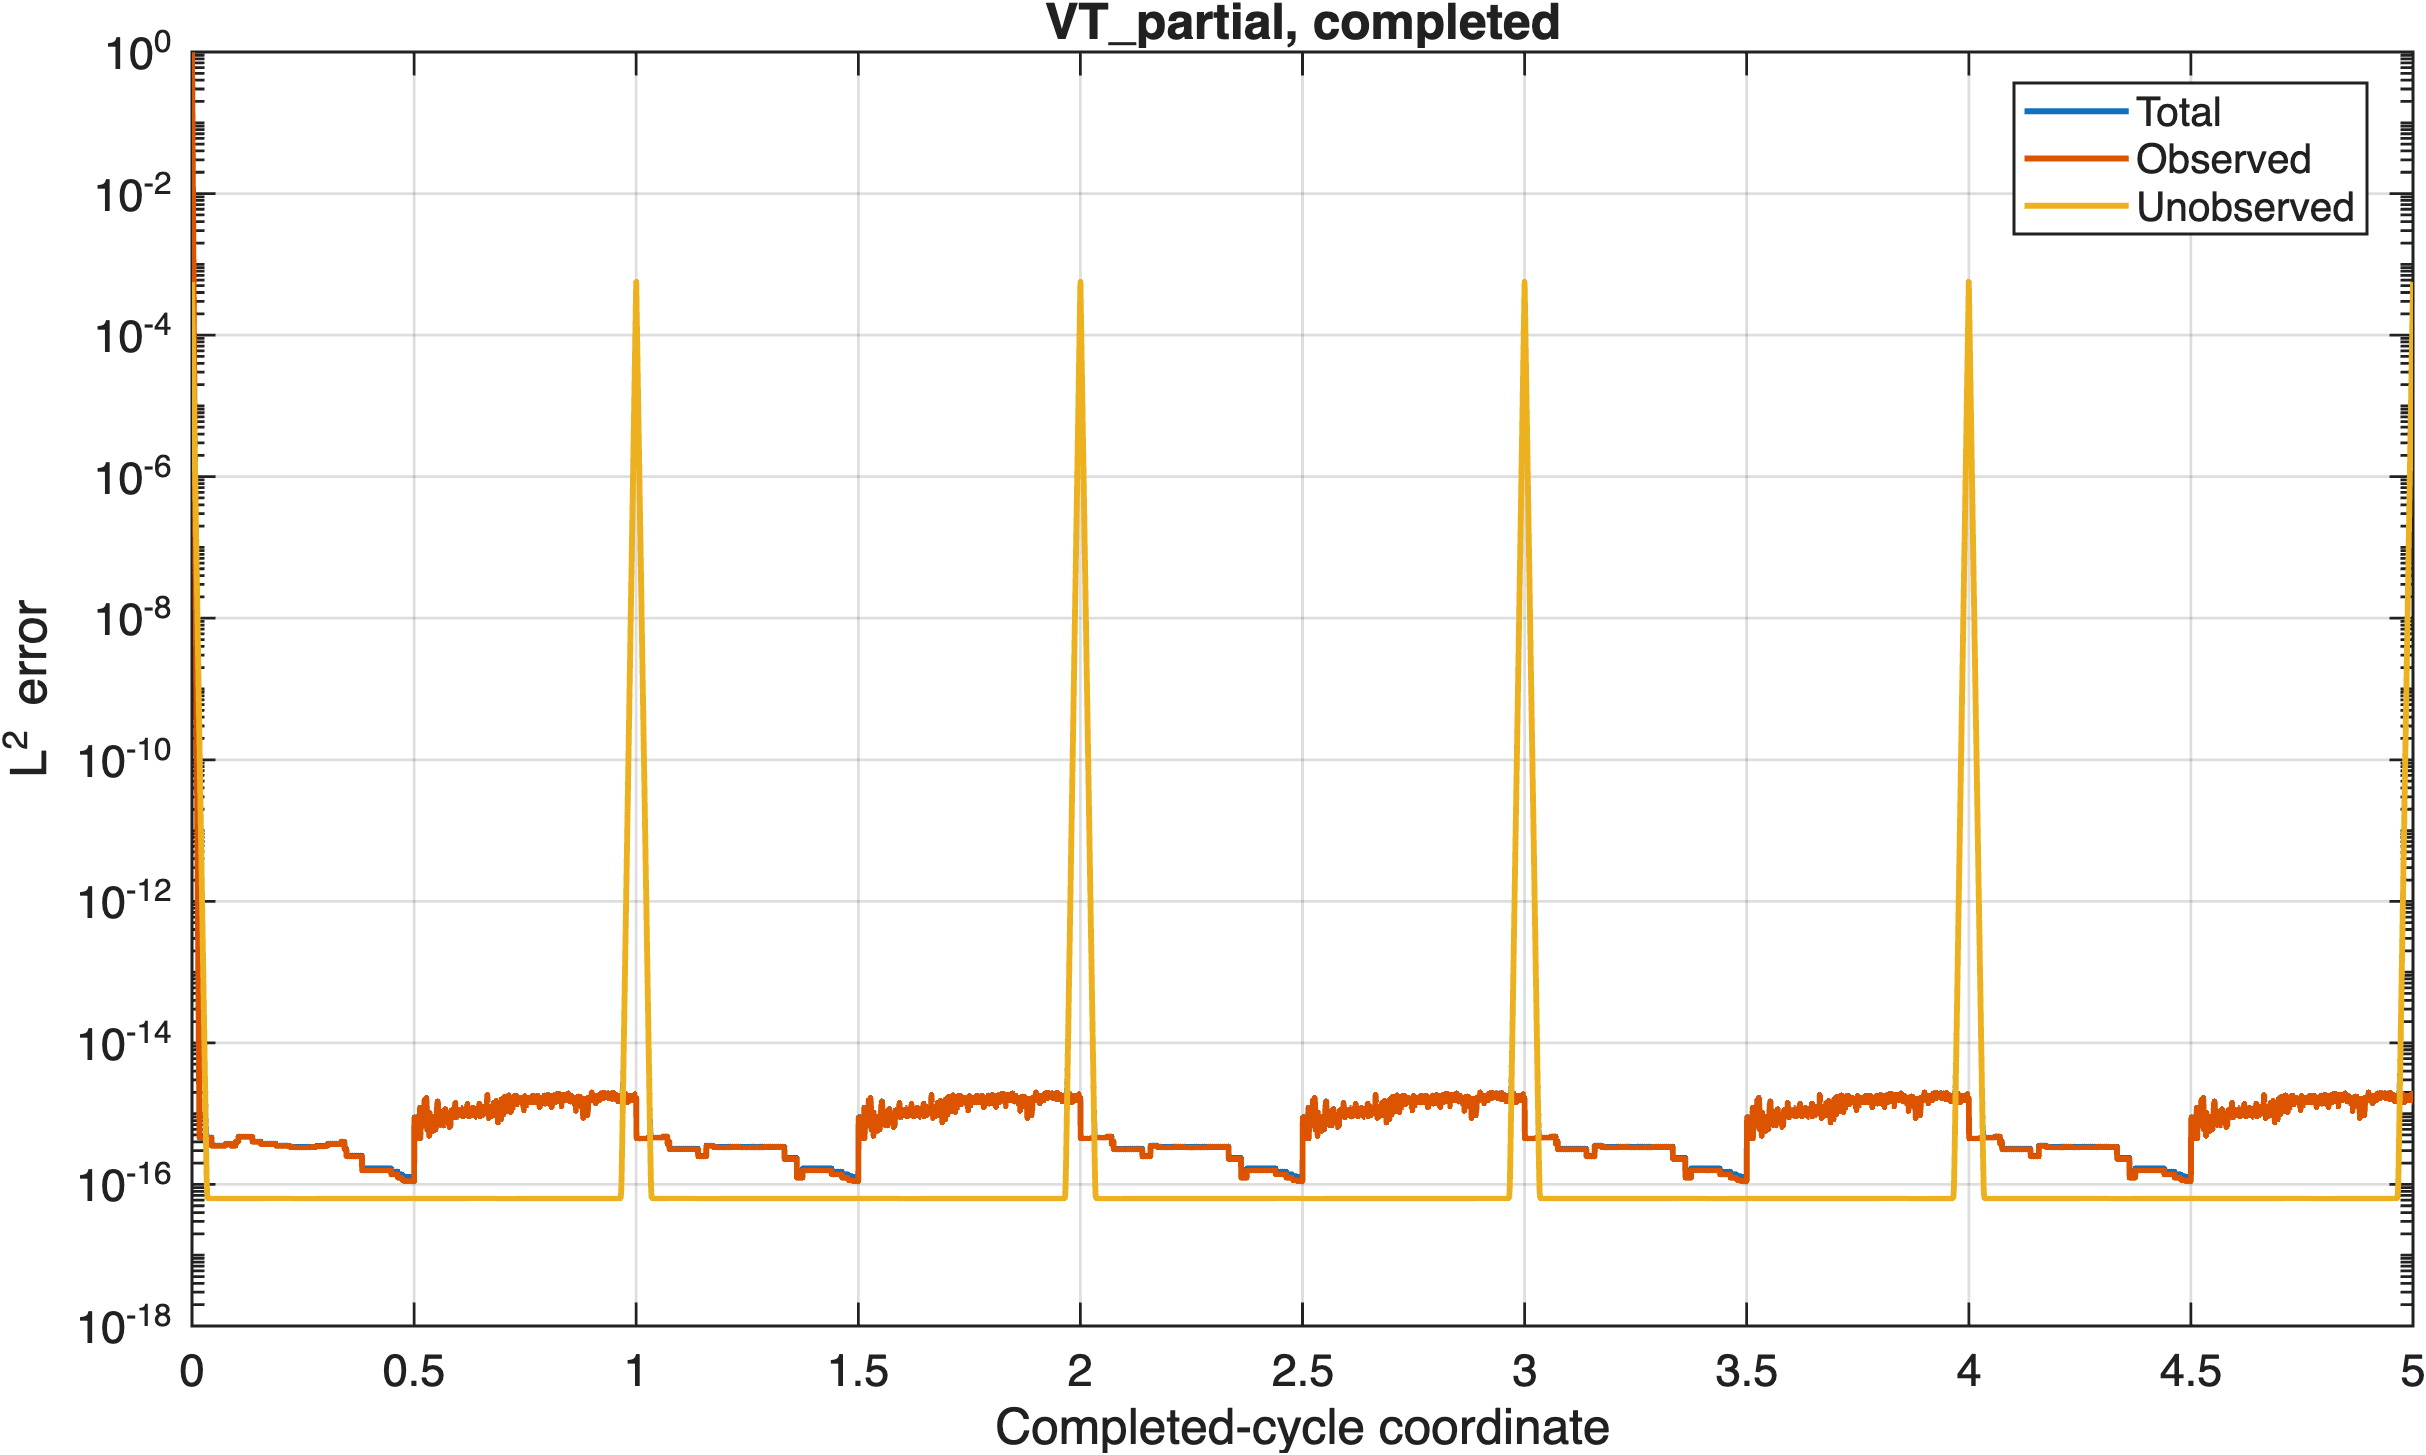 VT_partial, completed
10^0
10^-2
10^-4
10^-6
10^-8
10^-10
10^-12
10^-14
10^-16
10^-18
L^2 error
Total
Observed
Unobserved
0 0.5 1 1.5 2 2.5 3 3.5 4 4.5 5
Completed-cycle coordinate